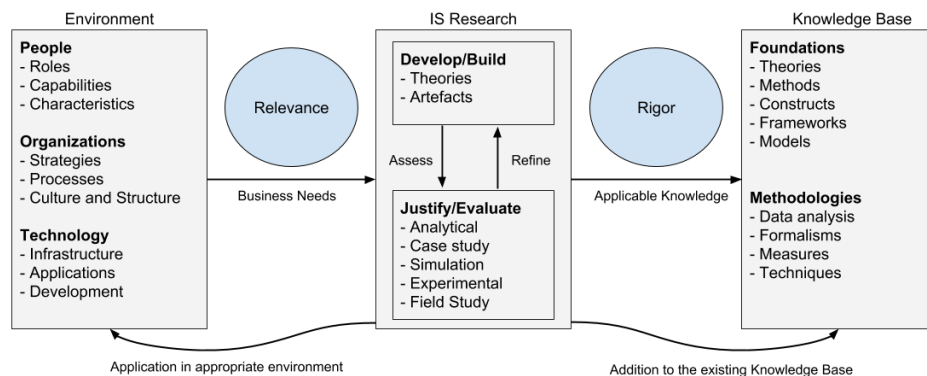 Environment
People
- Roles
- Capabilities
- Characteristics
Organizations
- Strategies
- Processes
- Culture and Structure
Technology
- Infrastructure
- Applications
- Development
Relevance
Business Needs
IS Research
Develop/Build
- Theories
- Artefacts
Assess
Refine
Justify/Evaluate
- Analytical
- Case study
- Simulation
- Experimental
- Field Study
Rigor
Applicable Knowledge
Knowledge Base
Foundations
- Theories
- Methods
- Constructs
- Frameworks
- Models
Methodologies
- Data analysis
- Formalisms
- Measures
- Techniques
Application in appropriate environment
Addition to the existing Knowledge Base